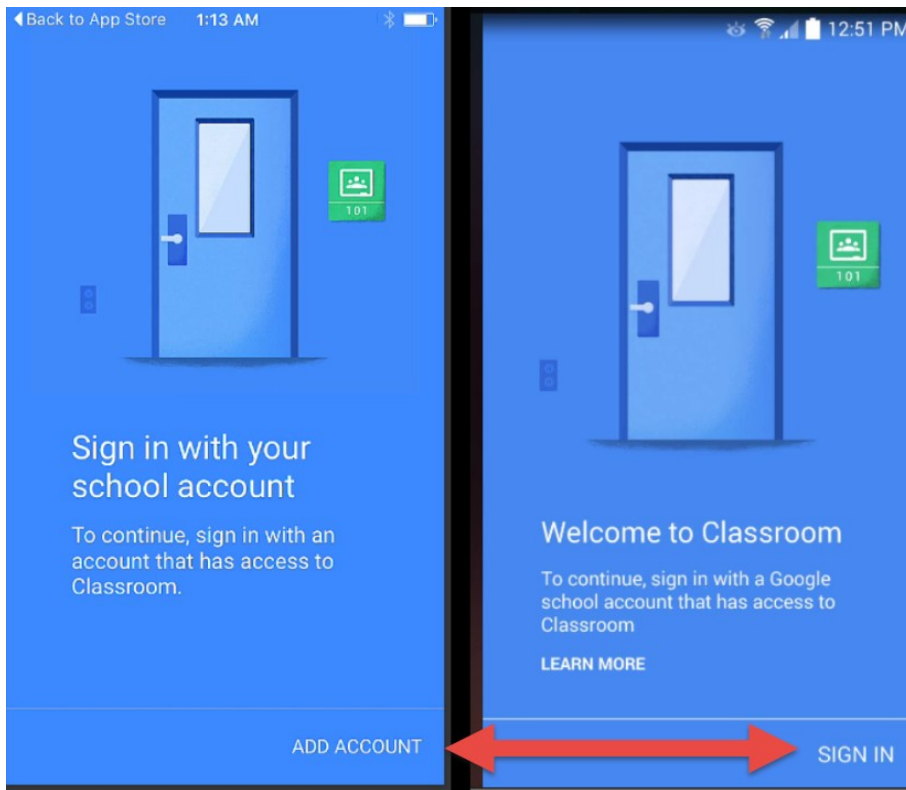 Back to App Store 1:13 AM
101
Sign in with your
school account
To continue, sign in with an
account that has access to
Classroom.
ADD ACCOUNT
12:51 PM
101
Welcome to Classroom
To continue, sign in with a Google
school account that has access to
Classroom
LEARN MORE
SIGN IN